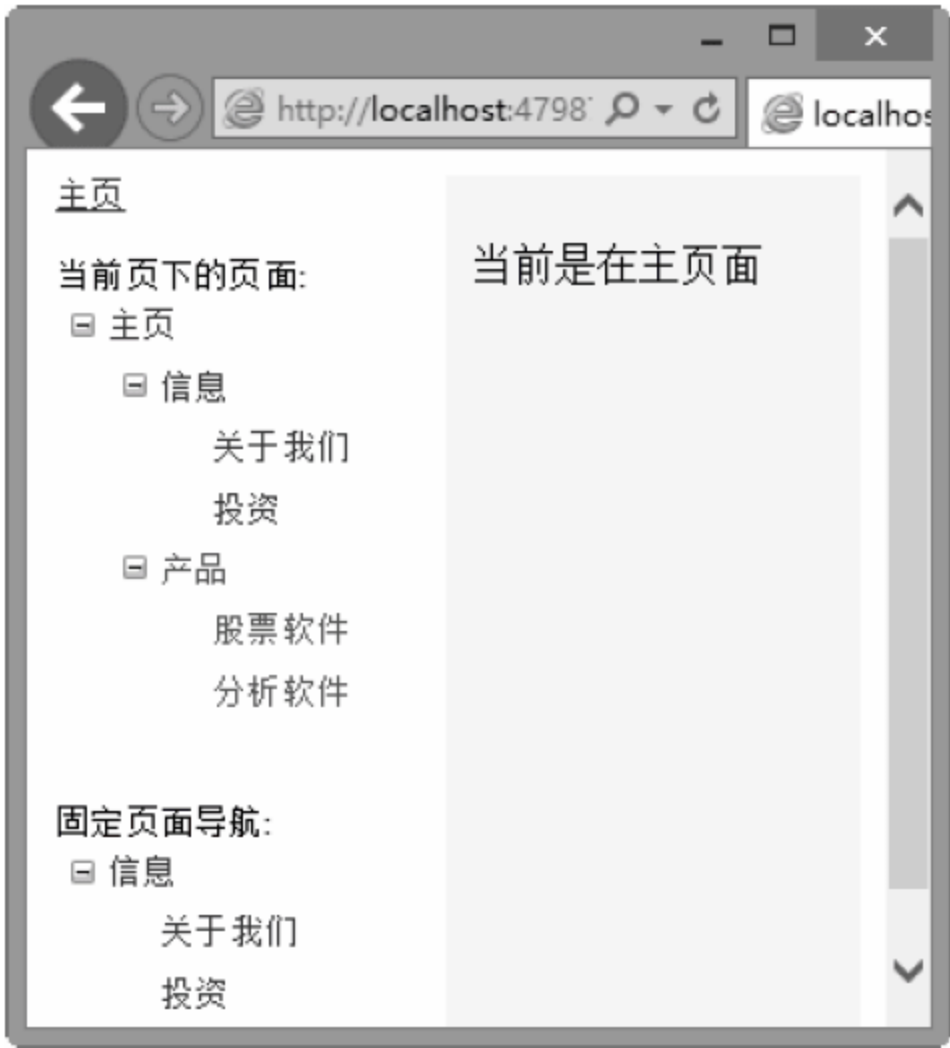 http://localhost:4798
localhos
主页
当前是在主页面
当前页下的页面:
主页
信息
关于我们
投资
产品
股票软件
分析软件
固定页面导航:
信息
关于我们
投资